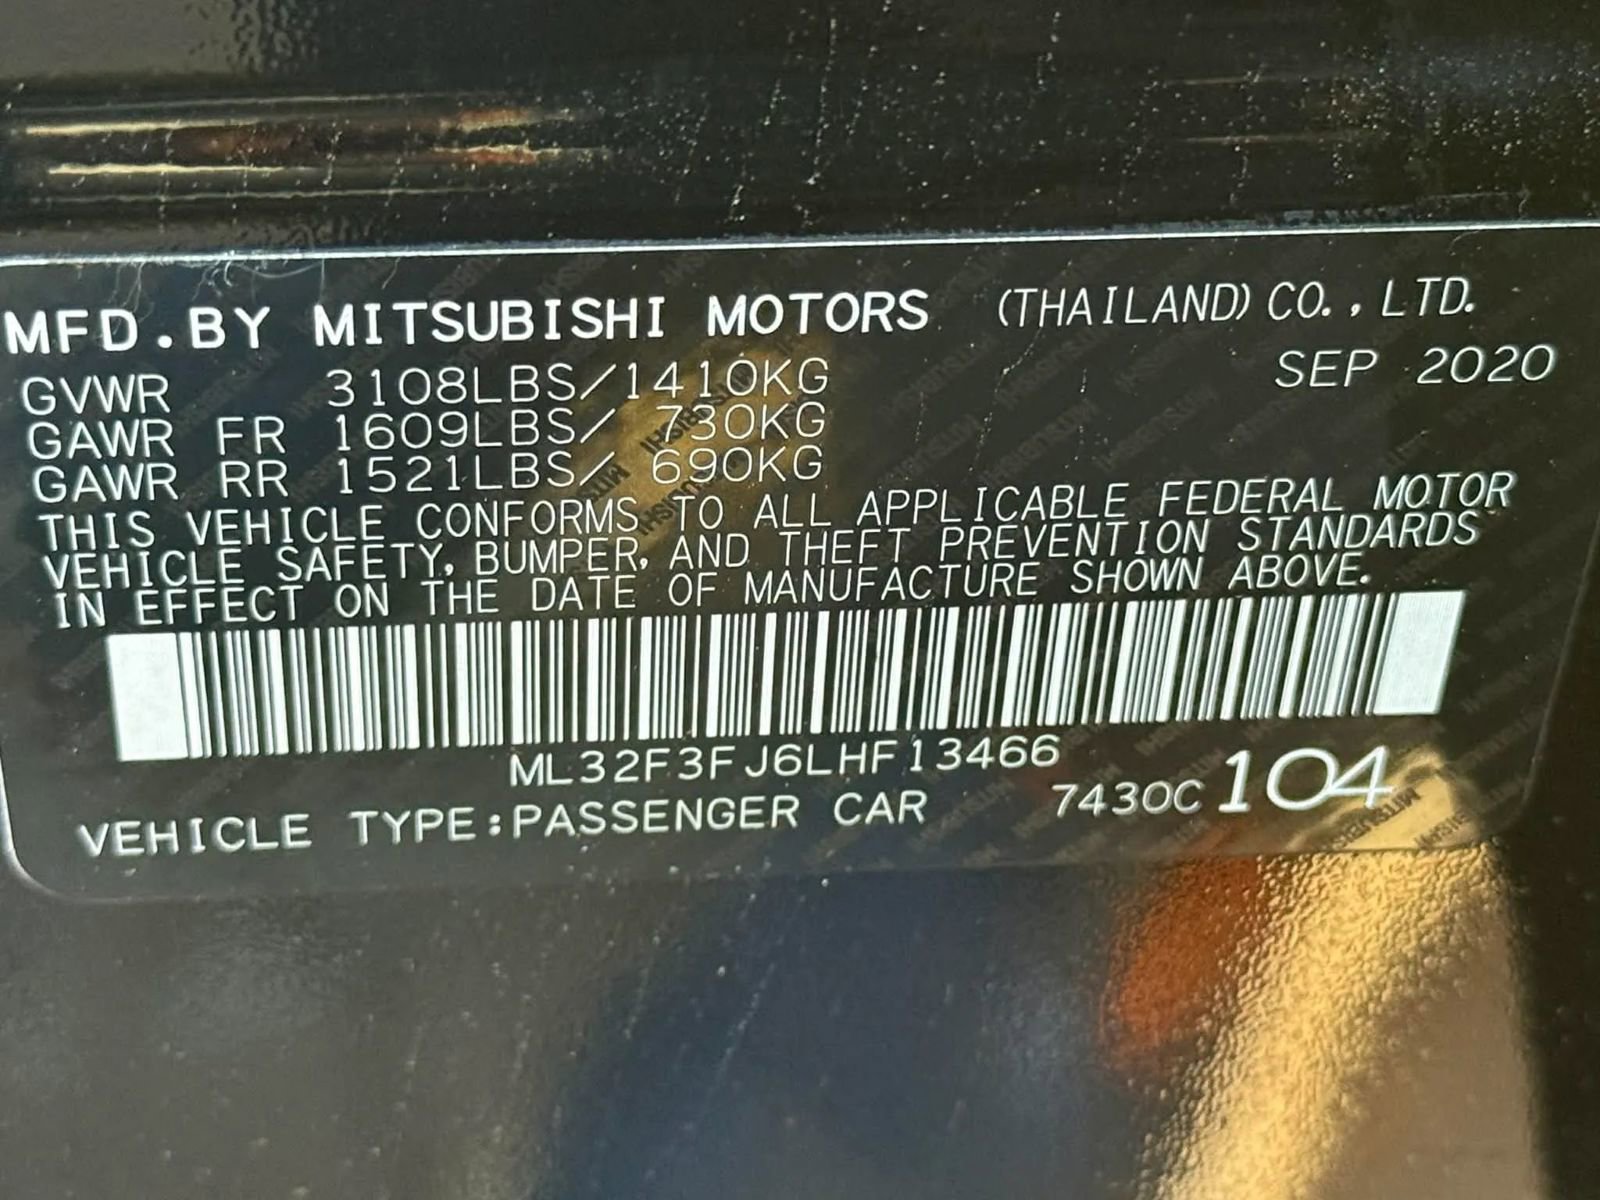 MFD.BY MITSUBISHI MOTORS (THAILAND) CO., LTD.
SEP 2020
GVWR 3108LBS/1410KG
GAWR FR 1609LBS/ 730KG
GAWR RR 1521LBS/ 690KG
THIS VEHICLE CONFORMS TO ALL APPLICABLE FEDERAL MOTOR
VEHICLE SAFETY, BUMPER, AND THEFT PREVENTION STANDARDS
IN EFFECT ON THE DATE OF MANUFACTURE SHOWN ABOVE.
ML32F3FJ6LHF13466
VEHICLE TYPE:PASSENGER CAR 7430C 104